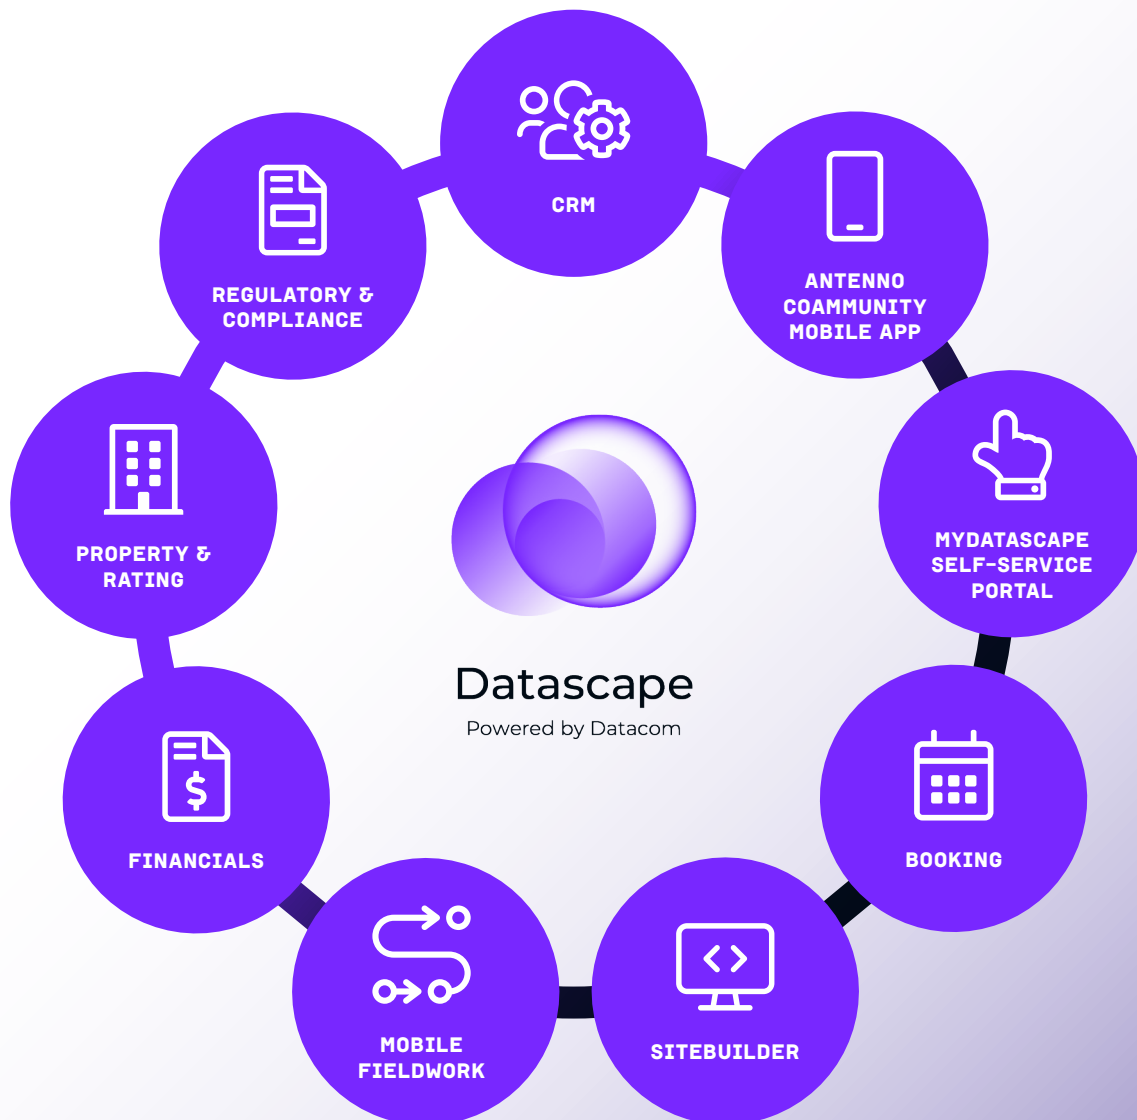 CRM
ANTENNO
COAMMUNITY
MOBILE APP
REGULATORY &
COMPLIANCE
MYDATASCAPE
SELF-SERVICE
PORTAL
PROPERTY &
RATING
Datascape
Powered by Datacom
FINANCIALS
$
BOOKING
MOBILE
FIELDWORK
SITEBUILDER